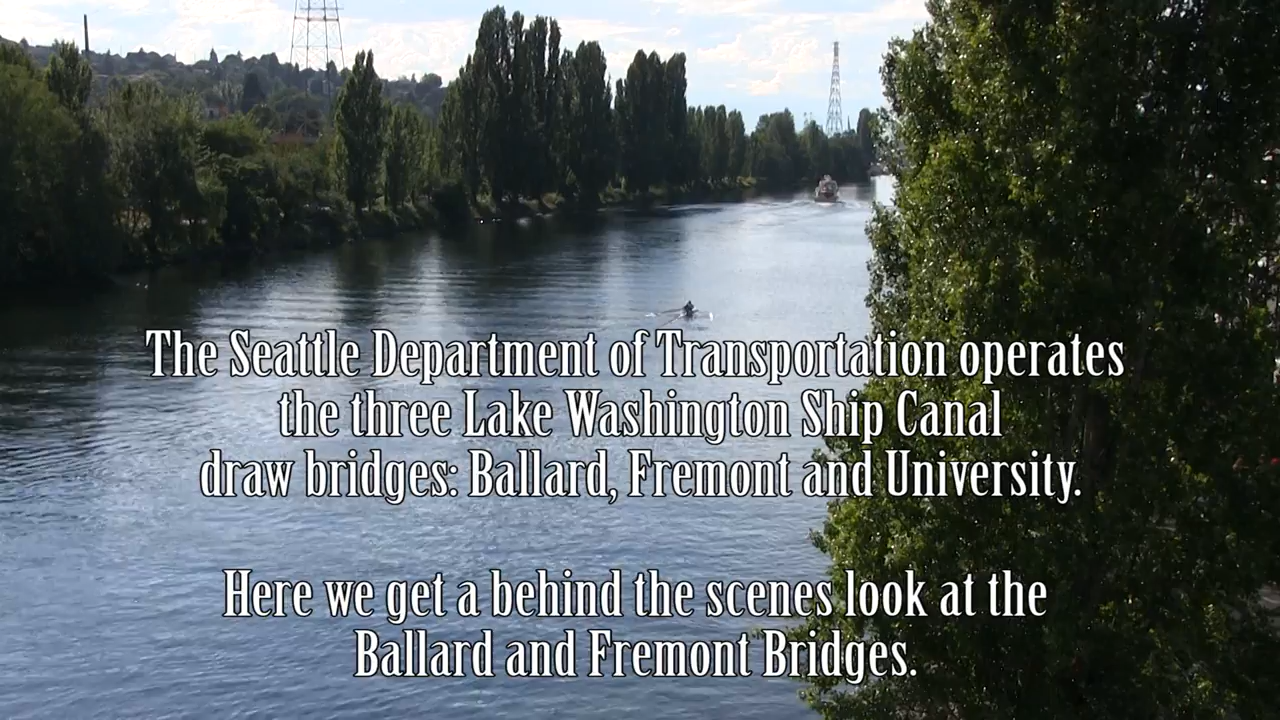 The Seattle Department of Transportation operates
the three Lake Washington Ship Canal
draw bridges: Ballard, Fremont and University.
Here we get a behind the scenes look at the
Ballard and Fremont Bridges.